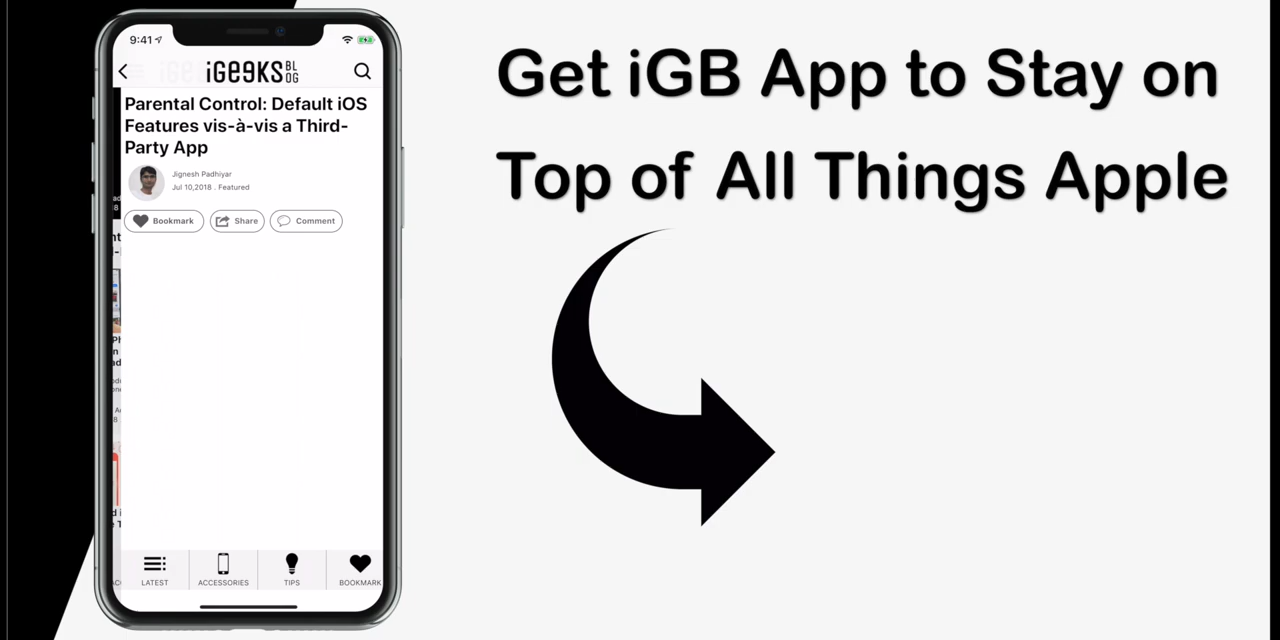 9:41
iGeeKS BLOG
Parental Control: Default iOS
Features vis-à-vis a Third-
Party App
Jignesh Padhiyar
Jul 10,2018 . Featured
Bookmark
Share
Comment
LATEST
ACCESSORIES
TIPS
BOOKMARK
Get iGB App to Stay on
Top of All Things Apple